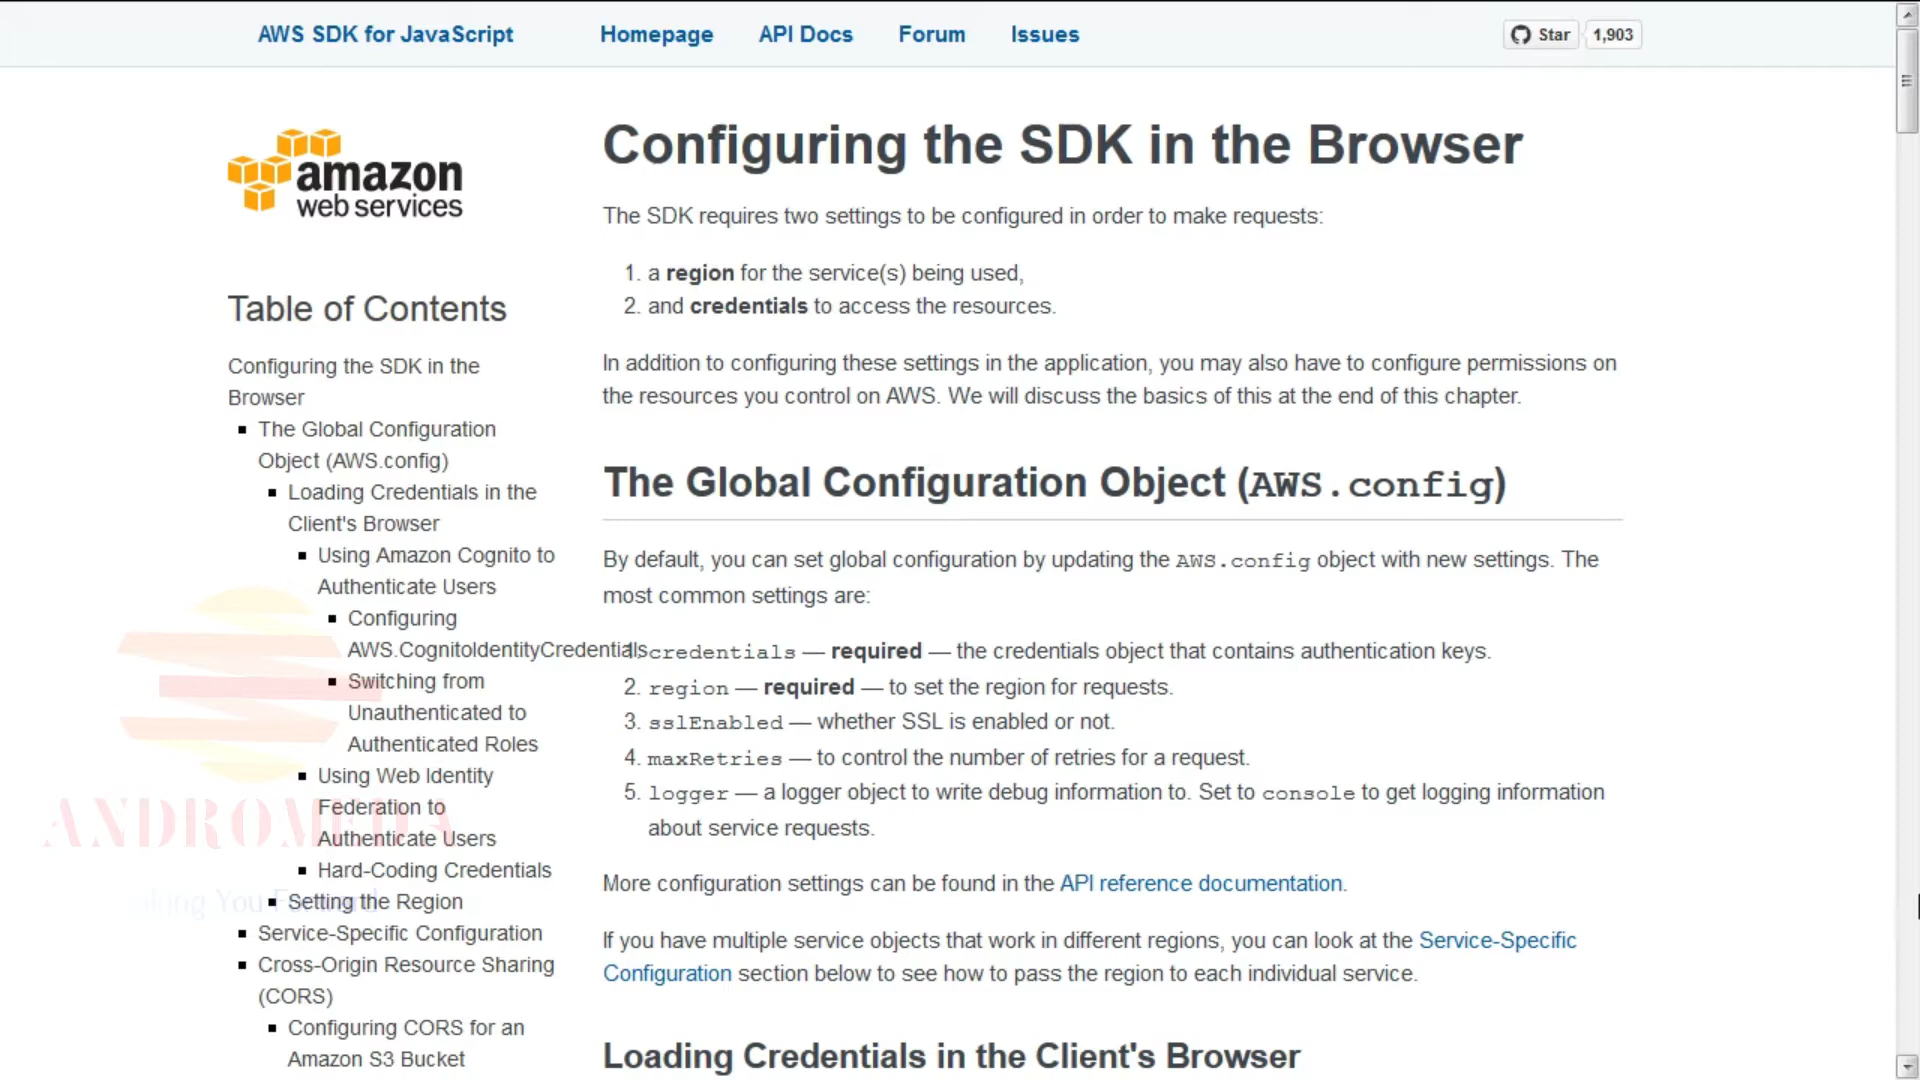 AWS SDK for JavaScript Homepage API Docs Forum Issues Star 1,903
amazon
web services
Table of Contents
Configuring the SDK in the
Browser
The Global Configuration
Object (AWS.config)
Loading Credentials in the
Client's Browser
Using Amazon Cognito to
Authenticate Users
Configuring
AWS.CognitoIdentityCredentials
Switching from
Unauthenticated to
Authenticated Roles
Using Web Identity
Federation to
Authenticate Users
Hard-Coding Credentials
Setting the Region
Service-Specific Configuration
Cross-Origin Resource Sharing
(CORS)
Configuring CORS for an
Amazon S3 Bucket
ANDROMEDA
You
Configuring the SDK in the Browser
The SDK requires two settings to be configured in order to make requests:
1. a region for the service(s) being used,
2. and credentials to access the resources.
In addition to configuring these settings in the application, you may also have to configure permissions on
the resources you control on AWS. We will discuss the basics of this at the end of this chapter.
The Global Configuration Object (AWS.config)
By default, you can set global configuration by updating the AWS.config object with new settings. The
most common settings are:
1. credentials — required — the credentials object that contains authentication keys.
2. region — required — to set the region for requests.
3. sslEnabled — whether SSL is enabled or not.
4. maxRetries — to control the number of retries for a request.
5. logger — a logger object to write debug information to. Set to console to get logging information
about service requests.
More configuration settings can be found in the API reference documentation.
If you have multiple service objects that work in different regions, you can look at the Service-Specific
Configuration section below to see how to pass the region to each individual service.
Loading Credentials in the Client's Browser